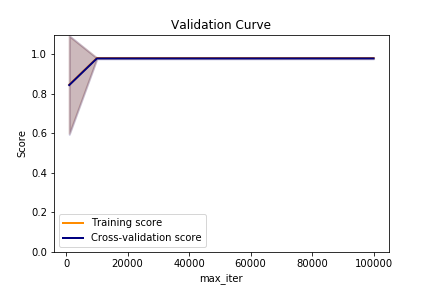 Validation Curve
1.0
0.8
0.6
0.4
0.2
0.0
Score
Training score
Cross-validation score
0 20000 40000 60000 80000 100000
max_iter